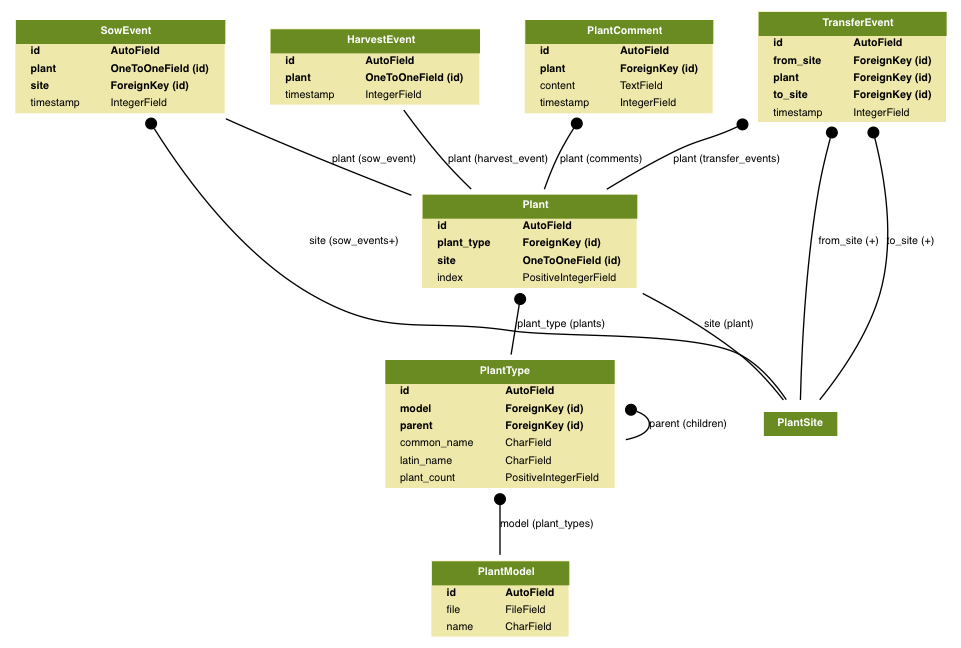 SowEvent
id AutoField
plant OneToOneField (id)
site ForeignKey (id)
timestamp IntegerField
HarvestEvent
id AutoField
plant OneToOneField (id)
timestamp IntegerField
PlantComment
id AutoField
plant ForeignKey (id)
content TextField
timestamp IntegerField
TransferEvent
id AutoField
from_site ForeignKey (id)
plant ForeignKey (id)
to_site ForeignKey (id)
timestamp IntegerField
plant (sow_event)
plant (harvest_event)
plant (comments)
plant (transfer_events)
Plant
id AutoField
plant_type ForeignKey (id)
site OneToOneField (id)
index PositiveIntegerField
site (sow_events+)
from_site (+)
to_site (+)
plant_type (plants)
site (plant)
PlantType
id AutoField
model ForeignKey (id)
parent ForeignKey (id)
common_name CharField
latin_name CharField
plant_count PositiveIntegerField
parent (children)
PlantSite
model (plant_types)
PlantModel
id AutoField
file FileField
name CharField